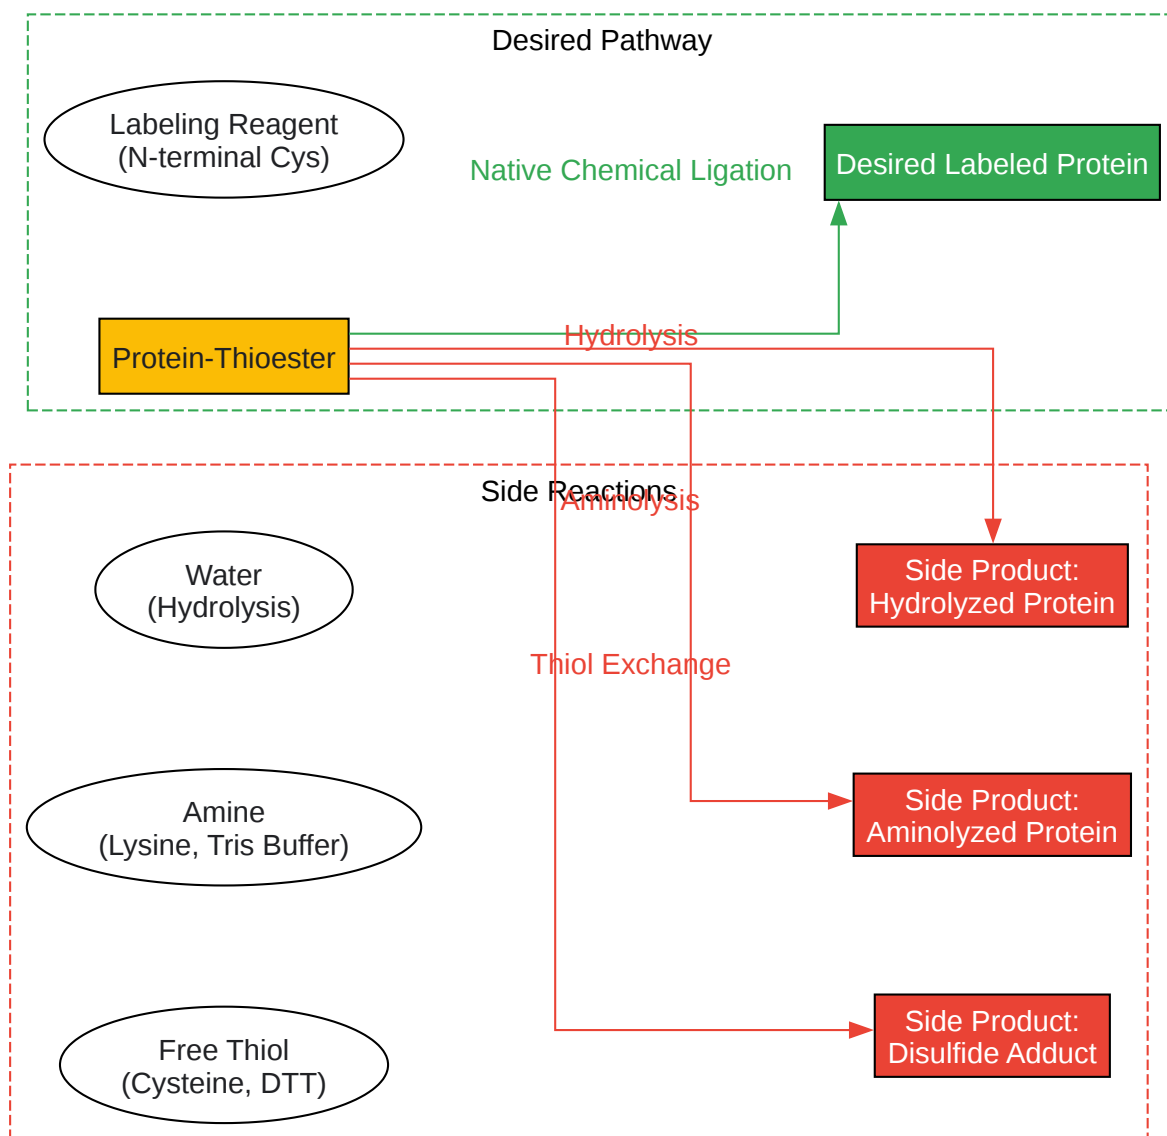 Desired Pathway
Labeling Reagent
(N-terminal Cys)
Native Chemical Ligation
Desired Labeled Protein
Protein-Thioester
Hydrolysis
Side Reactions
Aminolysis
Water
(Hydrolysis)
Side Product:
Hydrolyzed Protein
Thiol Exchange
Amine
(Lysine, Tris Buffer)
Side Product:
Aminolyzed Protein
Free Thiol
(Cysteine, DTT)
Side Product:
Disulfide Adduct